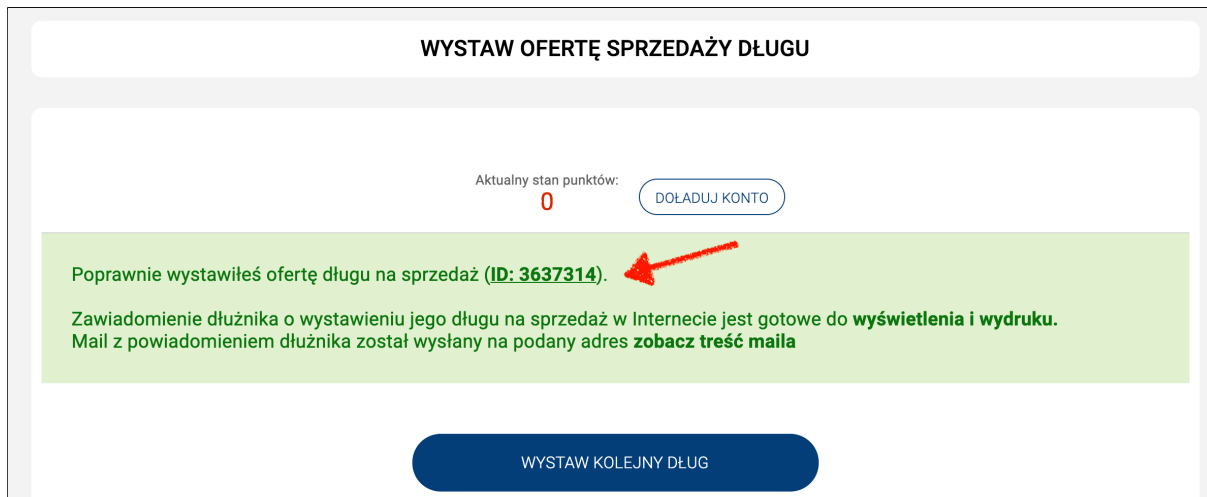 WYSTAW OFERTĘ SPRZEDAŻY DŁUGU
Aktualny stan punktów:
0
DOŁADUJ KONTO
Poprawnie wystawiłeś ofertę długu na sprzedaż (ID: 3637314).
Zawiadomienie dłużnika o wystawieniu jego długu na sprzedaż w Internecie jest gotowe do wyświetlenia i wydruku.
Mail z powiadomieniem dłużnika został wysłany na podany adres zobacz treść maila
WYSTAW KOLEJNY DŁUG